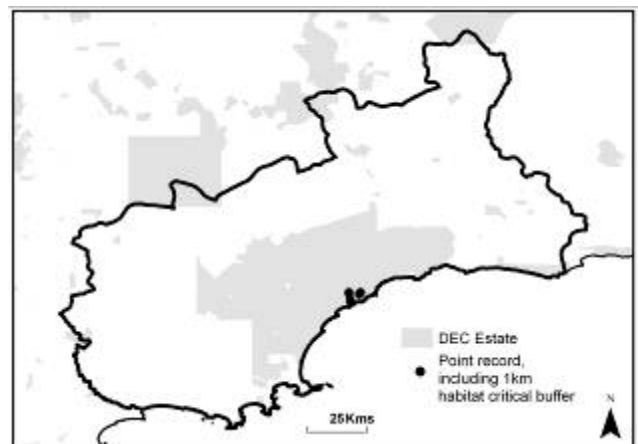 DEC Estate
Point record,
including 1km
habitat critical buffer
N
25Kms